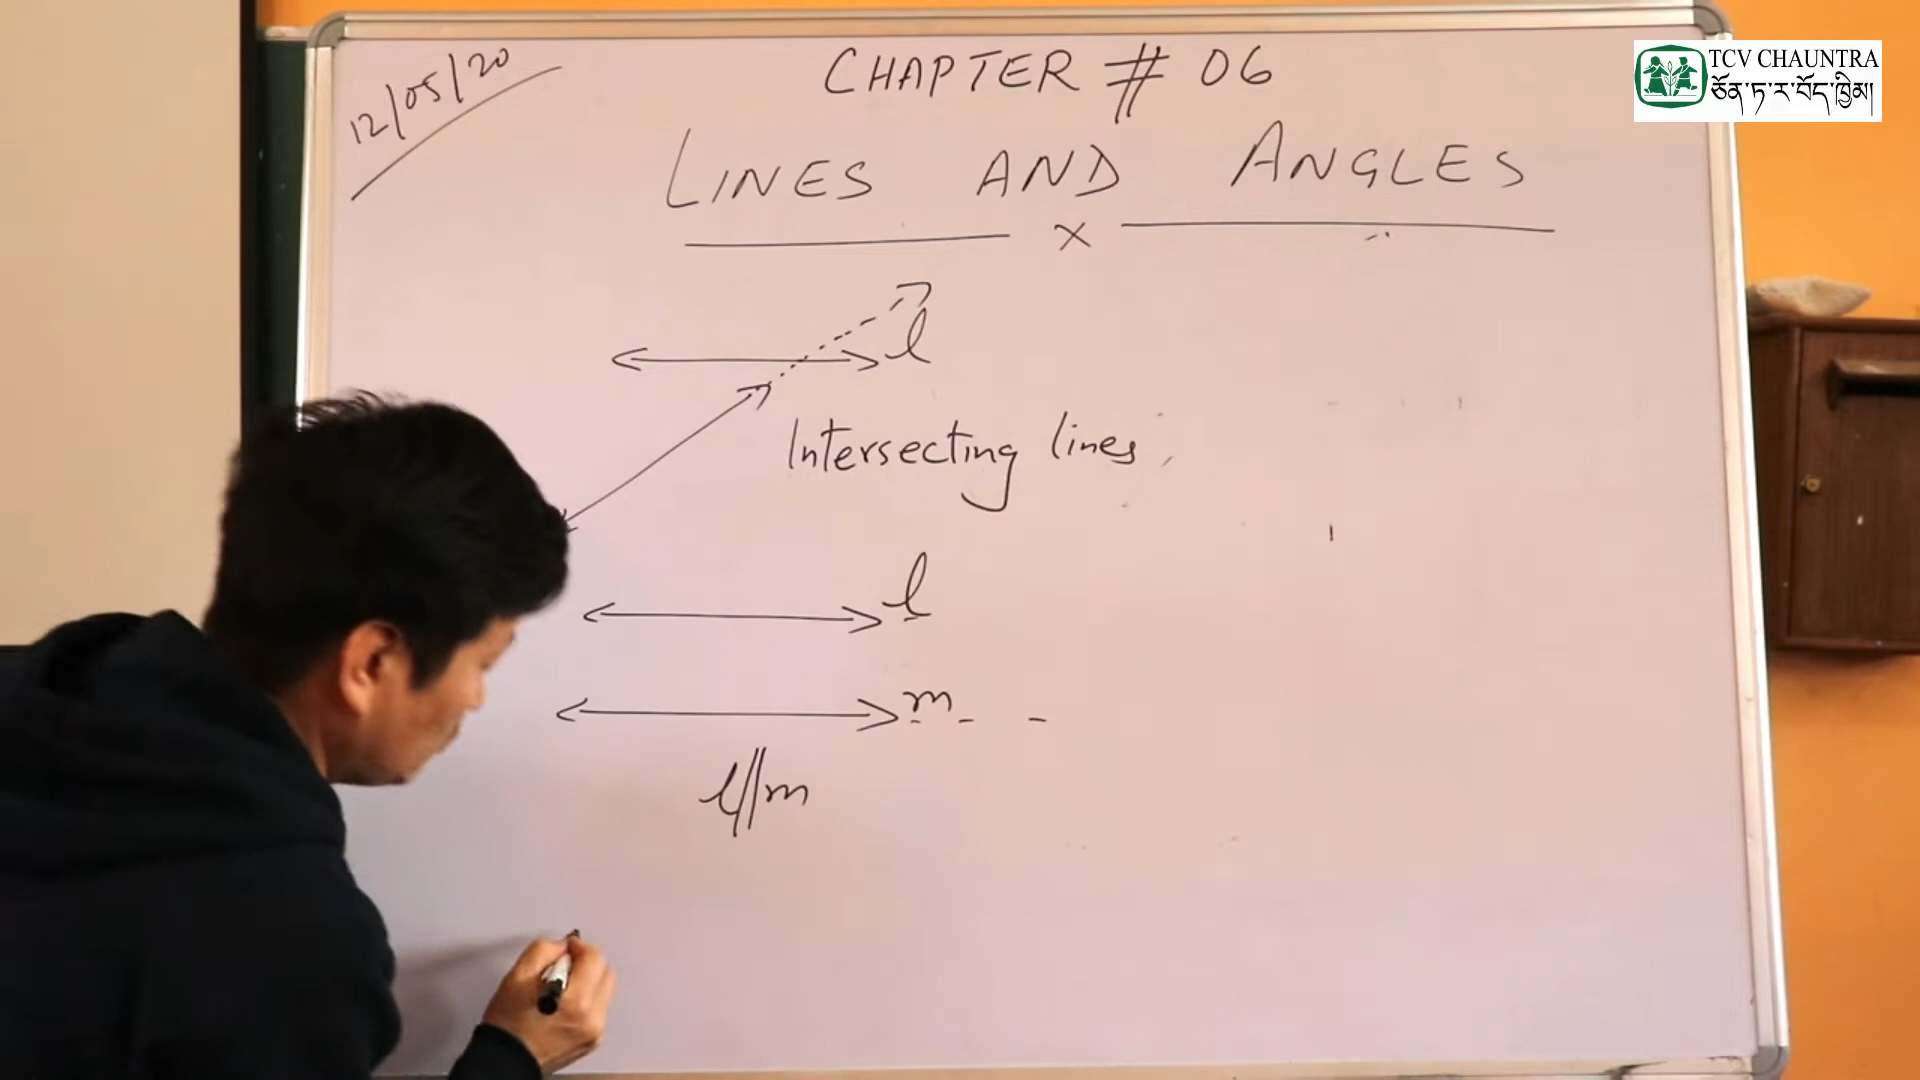 12/05/20
CHAPTER # 06
LINES AND ANGLES
x
l
Intersecting lines
l
m
l//m
TCV CHAUNTRA
ཅོན་ཏ་ར་བོད་ཁྱིམ།